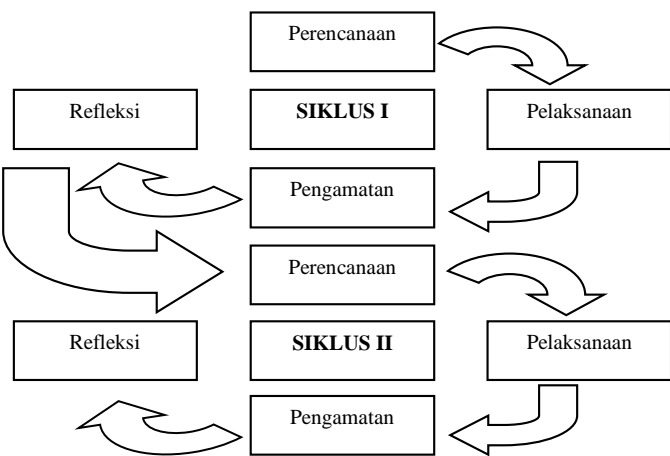 Perencanaan
Refleksi
SIKLUS I
Pelaksanaan
Pengamatan
Perencanaan
Refleksi
SIKLUS II
Pelaksanaan
Pengamatan